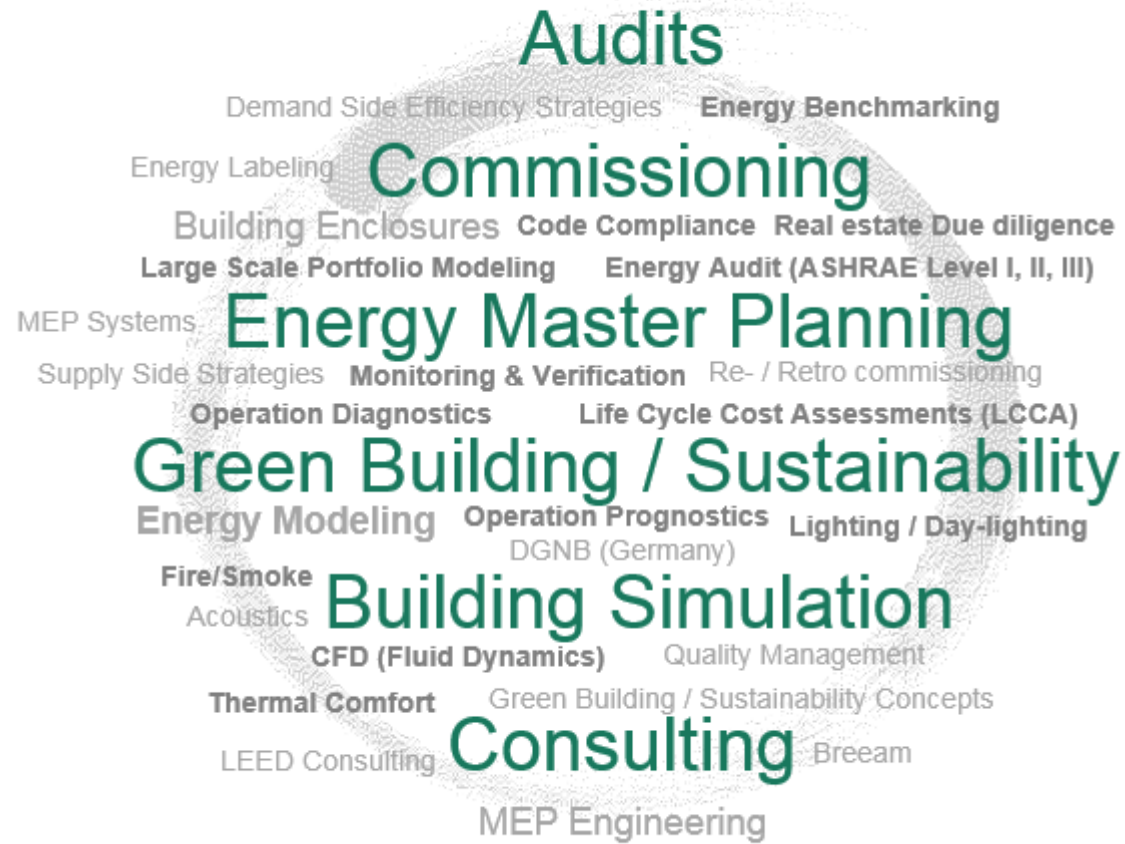 Audits
Demand Side Efficiency Strategies Energy Benchmarking
Energy Labeling Commissioning
Building Enclosures Code Compliance Real estate Due diligence
Large Scale Portfolio Modeling Energy Audit (ASHRAE Level I, II, III)
MEP Systems Energy Master Planning
Supply Side Strategies Monitoring & Verification Re- / Retro commissioning
Operation Diagnostics Life Cycle Cost Assessments (LCCA)
Green Building / Sustainability
Energy Modeling Operation Prognostics Lighting / Day-lighting
DGNB (Germany)
Fire/Smoke Building Simulation
Acoustics
CFD (Fluid Dynamics) Quality Management
Thermal Comfort Green Building / Sustainability Concepts
LEED Consulting Consulting Breeam
MEP Engineering